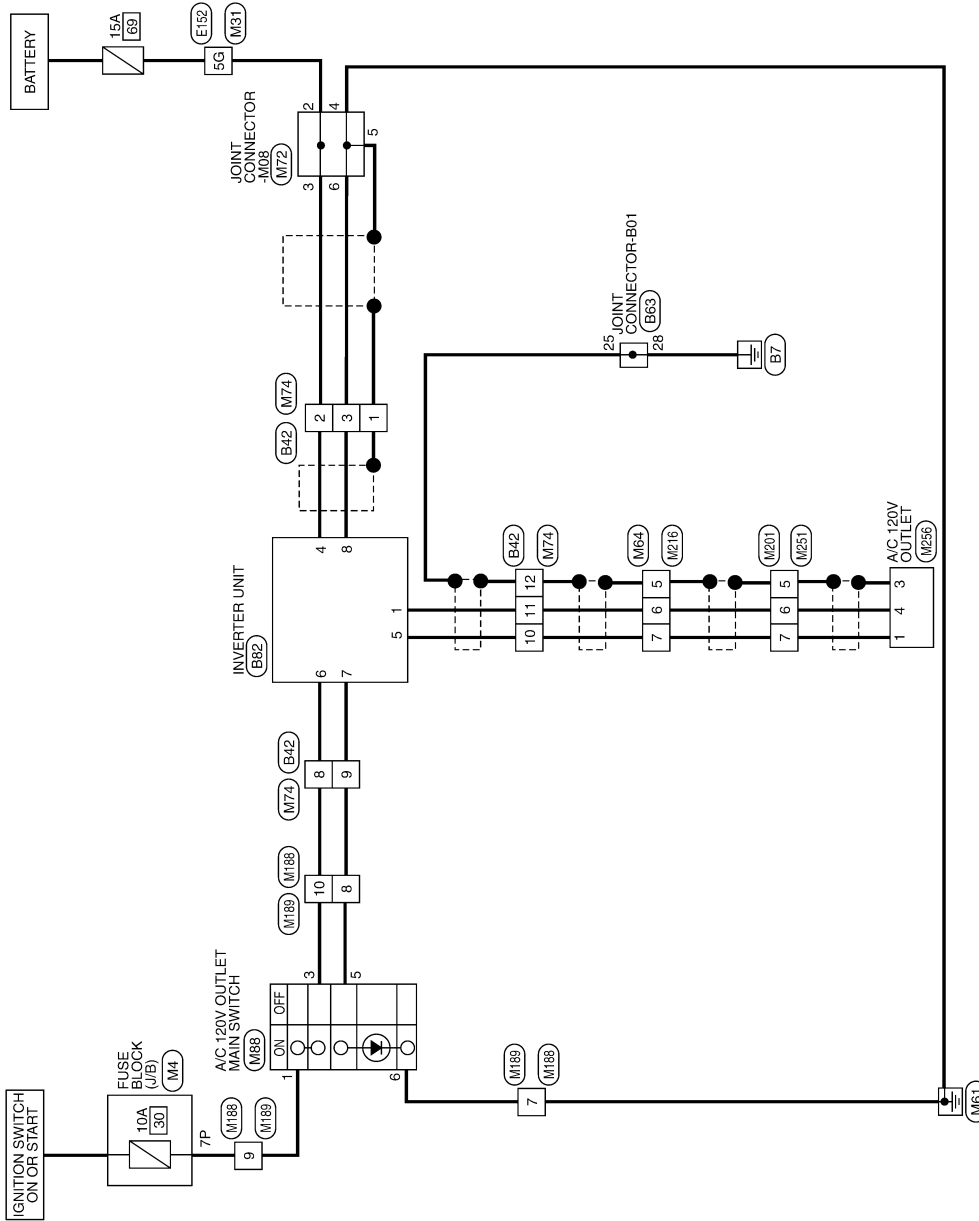 IGNITION SWITCH
ON OR START
BATTERY
FUSE
BLOCK
(J/B)
M4
10A
30
7P
15A
69
M188
9
M189
E152
5G
M31
A/C 120V OUTLET
MAIN SWITCH
M88
ON
OFF
1
3
5
6
M189
M188
10
8
M74
B42
8
9
INVERTER UNIT
B82
6
7
4
8
5
1
B42
M74
2
3
1
JOINT
CONNECTOR
-M08
M72
3
6
2
4
5
M189
7
M188
B42
10
11
12
M74
M64
7
6
5
M216
M201
7
6
5
M251
A/C 120V
OUTLET
M256
1
4
3
25
JOINT
CONNECTOR-B01
B63
28
B7
M61